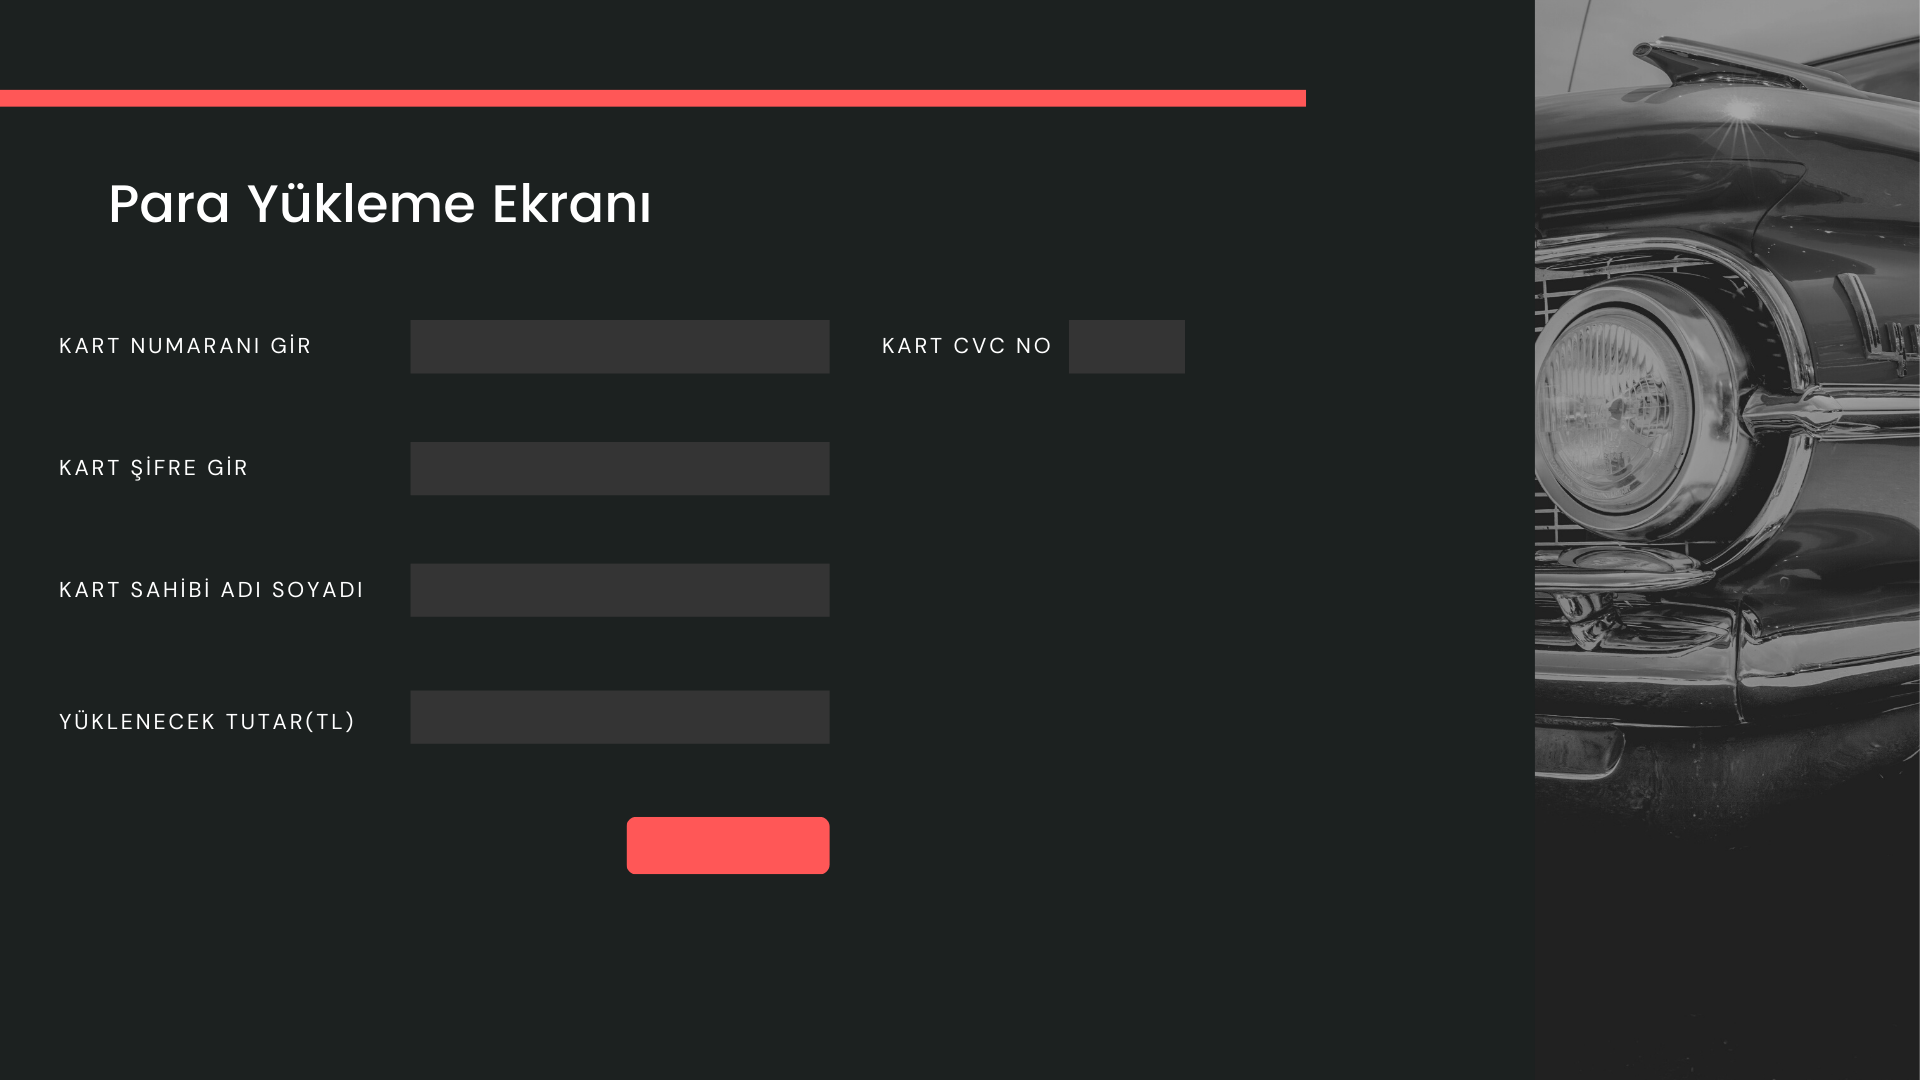 Para Yükleme Ekranı
KART NUMARANI GİR
KART CVC NO
KART ŞİFRE GİR
KART SAHİBİ ADI SOYADI
YÜKLENECEK TUTAR(TL)